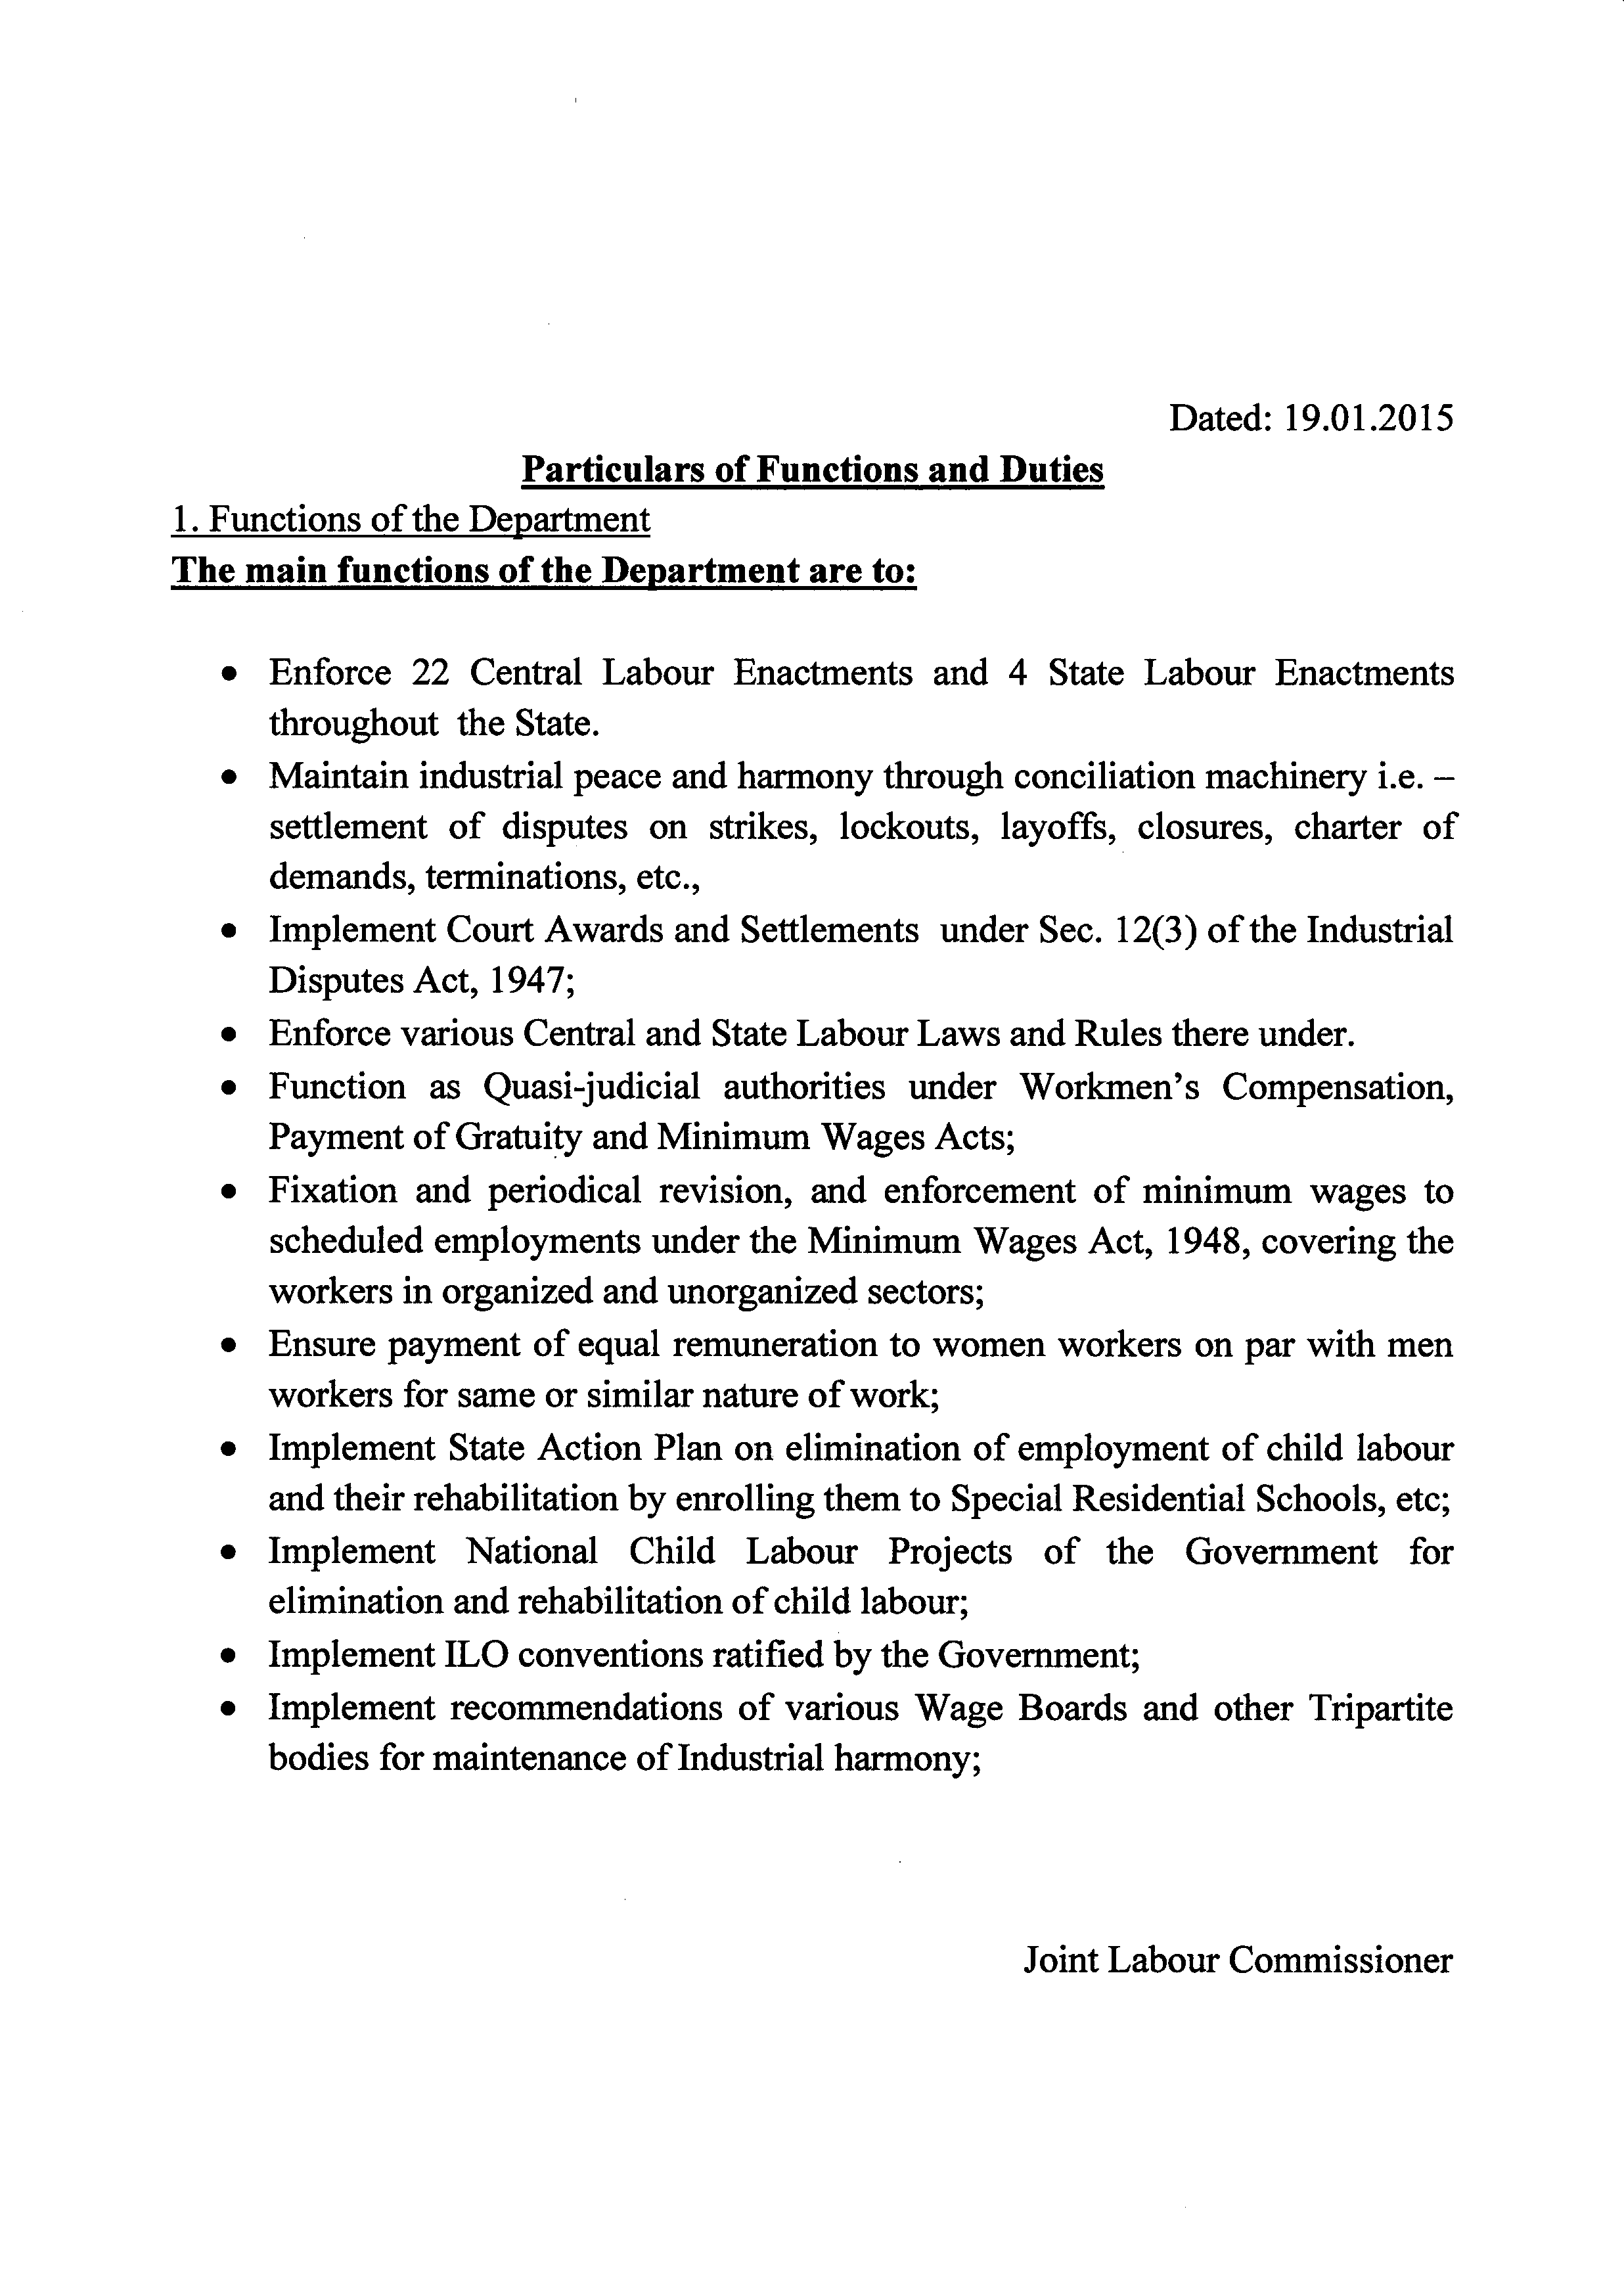 Dated: 19.01.2015
Particulars of Functions and Duties
1. Functions of the Department
The main functions of the Department are to:
• Enforce 22 Central Labour Enactments and 4 State Labour Enactments
throughout the State.
• Maintain industrial peace and harmony through conciliation machinery i.e. –
settlement of disputes on strikes, lockouts, layoffs, closures, charter of
demands, terminations, etc.,
• Implement Court Awards and Settlements under Sec. 12(3) of the Industrial
Disputes Act, 1947;
• Enforce various Central and State Labour Laws and Rules there under.
• Function as Quasi-judicial authorities under Workmen’s Compensation,
Payment of Gratuity and Minimum Wages Acts;
• Fixation and periodical revision, and enforcement of minimum wages to
scheduled employments under the Minimum Wages Act, 1948, covering the
workers in organized and unorganized sectors;
• Ensure payment of equal remuneration to women workers on par with men
workers for same or similar nature of work;
• Implement State Action Plan on elimination of employment of child labour
and their rehabilitation by enrolling them to Special Residential Schools, etc;
• Implement National Child Labour Projects of the Government for
elimination and rehabilitation of child labour;
• Implement ILO conventions ratified by the Government;
• Implement recommendations of various Wage Boards and other Tripartite
bodies for maintenance of Industrial harmony;
Joint Labour Commissioner